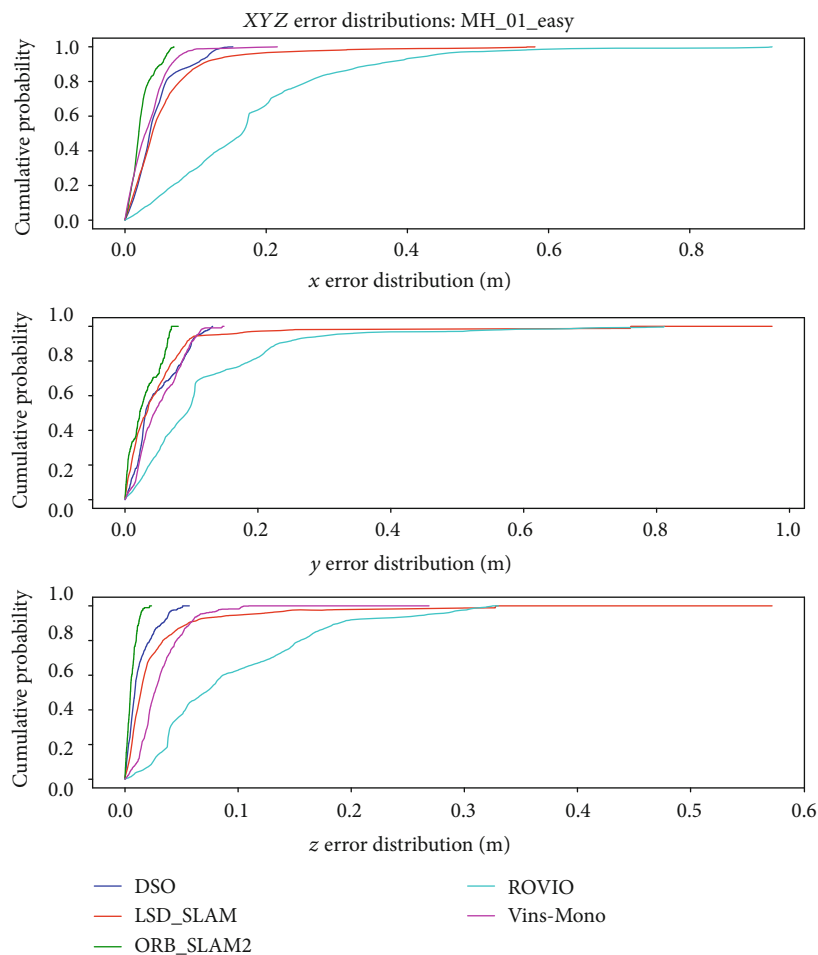 XYZ error distributions: MH_01_easy
Cumulative probability
1.0
0.8
0.6
0.4
0.2
0.0
0.0 0.2 0.4 0.6 0.8
x error distribution (m)
Cumulative probability
1.0
0.8
0.6
0.4
0.2
0.0
0.0 0.2 0.4 0.6 0.8 1.0
y error distribution (m)
Cumulative probability
1.0
0.8
0.6
0.4
0.2
0.0
0.0 0.1 0.2 0.3 0.4 0.5 0.6
z error distribution (m)
DSO
LSD_SLAM
ORB_SLAM2
ROVIO
Vins-Mono